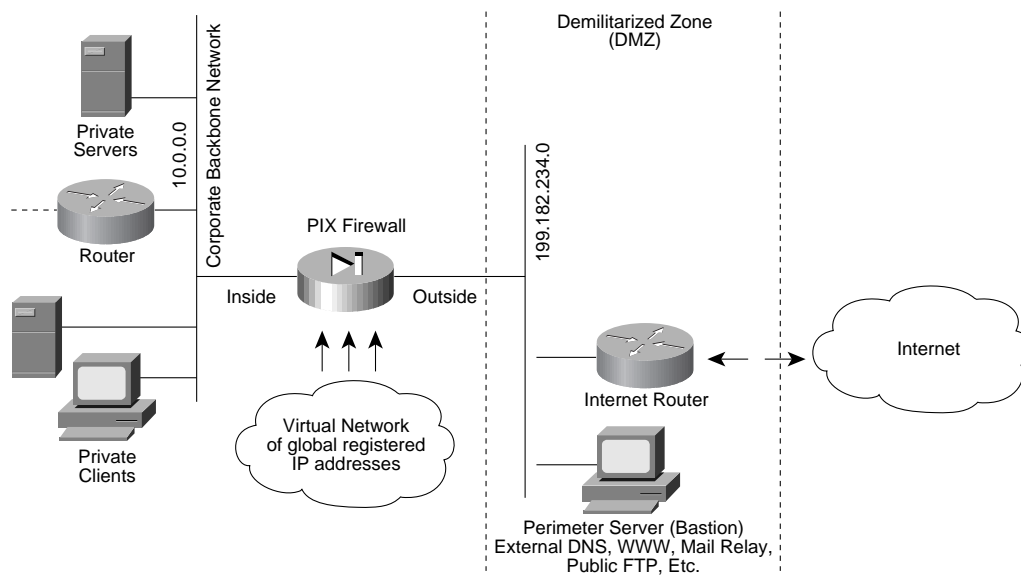 Demilitarized Zone
(DMZ)
Private
Servers
10.0.0.0
Corporate Backbone Network
199.182.234.0
Router
PIX Firewall
Inside
Outside
Internet
Internet Router
Virtual Network
of global registered
IP addresses
Private
Clients
Perimeter Server (Bastion)
External DNS, WWW, Mail Relay,
Public FTP, Etc.